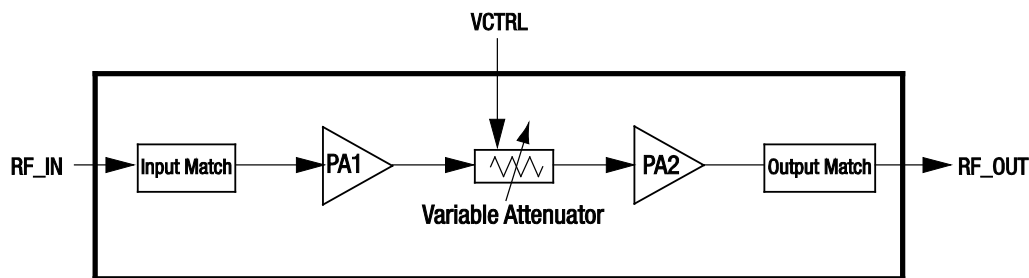 VCTRL
RF_IN
Input Match
PA1
PA2
Output Match
RF_OUT
Variable Attenuator